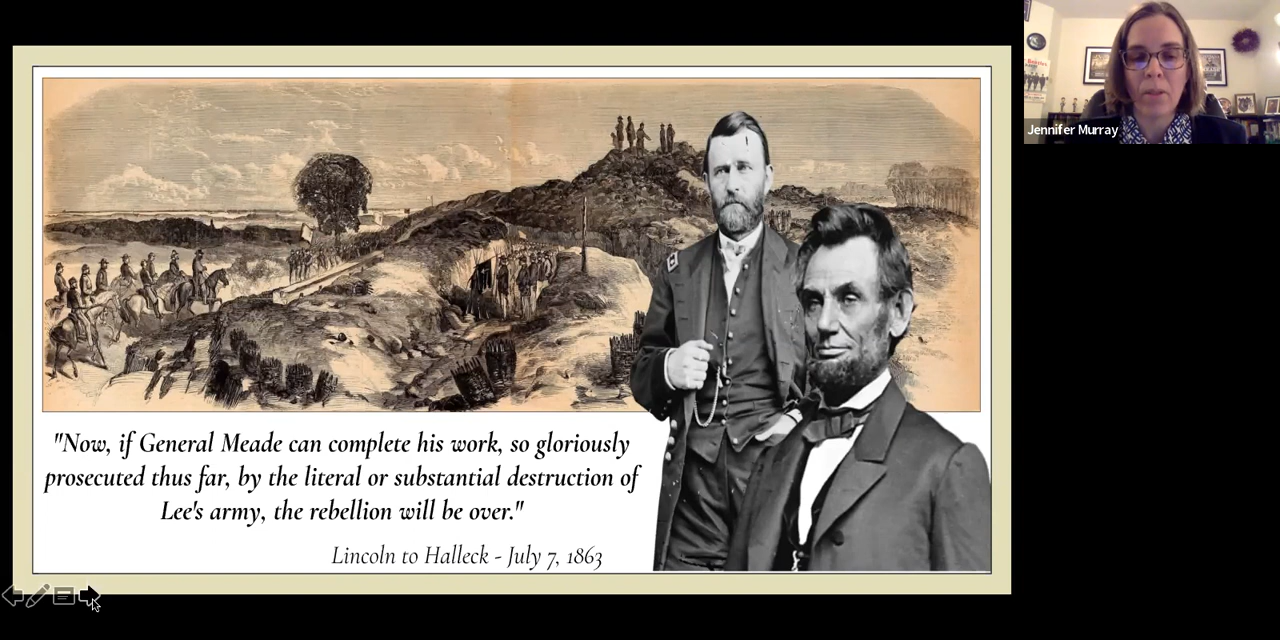 "Now, if General Meade can complete his work, so gloriously
prosecuted thus far, by the literal or substantial destruction of
Lee's army, the rebellion will be over."
Lincoln to Halleck - July 7, 1863
Jennifer Murray